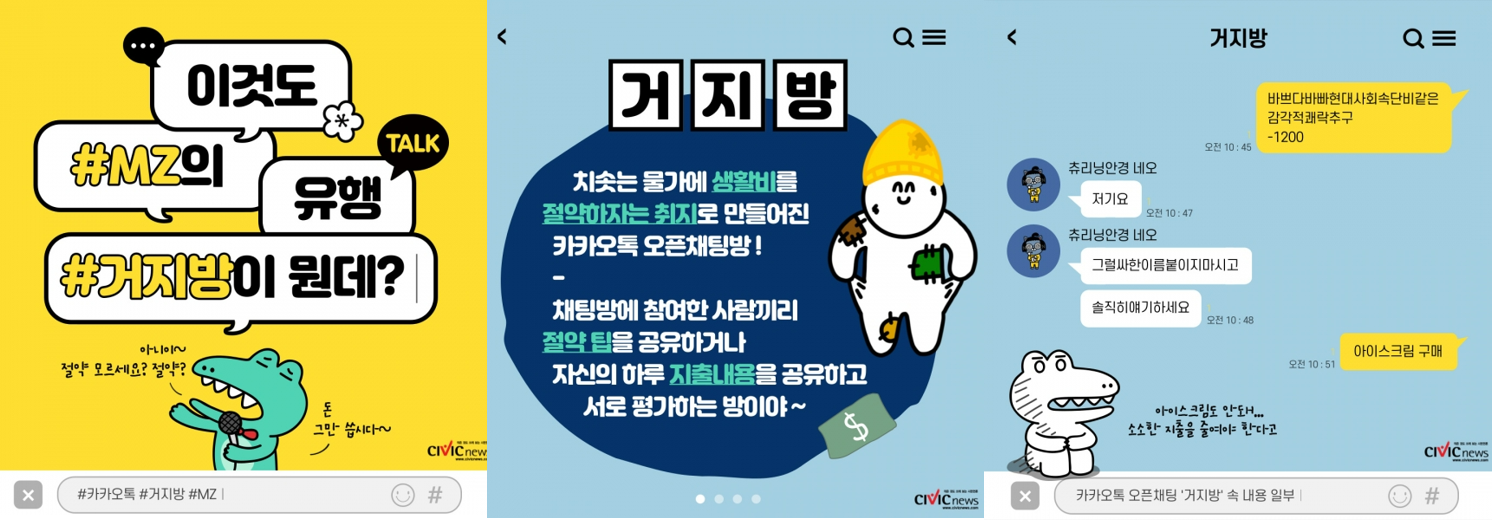 이것도
#MZ의
TALK
유행
#거지방이 뭔데?
아니이~
절약 모르세요? 절약?
돈
그만 씁시다~
CIVICnews
www.civicnews.com
#카카오톡 #거지방 #MZ
#
거지방
치솟는 물가에 생활비를
절약하자는 취지로 만들어진
카카오톡 오픈채팅방!
-
채팅방에 참여한 사람끼리
절약 팁을 공유하거나
자신의 하루 지출내용을 공유하고
서로 평가하는 방이야~
$
CIVICnews
www.civicnews.com
거지방
바쁘다바빠현대사회속단비같은
감각적쾌락추구
-1200
오전 10 : 45
츄리닝안경 네오
저기요
오전 10 : 47
츄리닝안경 네오
그럴싸한이름붙이지마시고
솔직히얘기하세요
오전 10 : 48
아이스크림 구매
오전 10 : 51
아이스크림도 안돼...
소소한 지출을 줄여야 한다고
CIVICnews
www.civicnews.com
카카오톡 오픈채팅 '거지방' 속 내용 일부
#